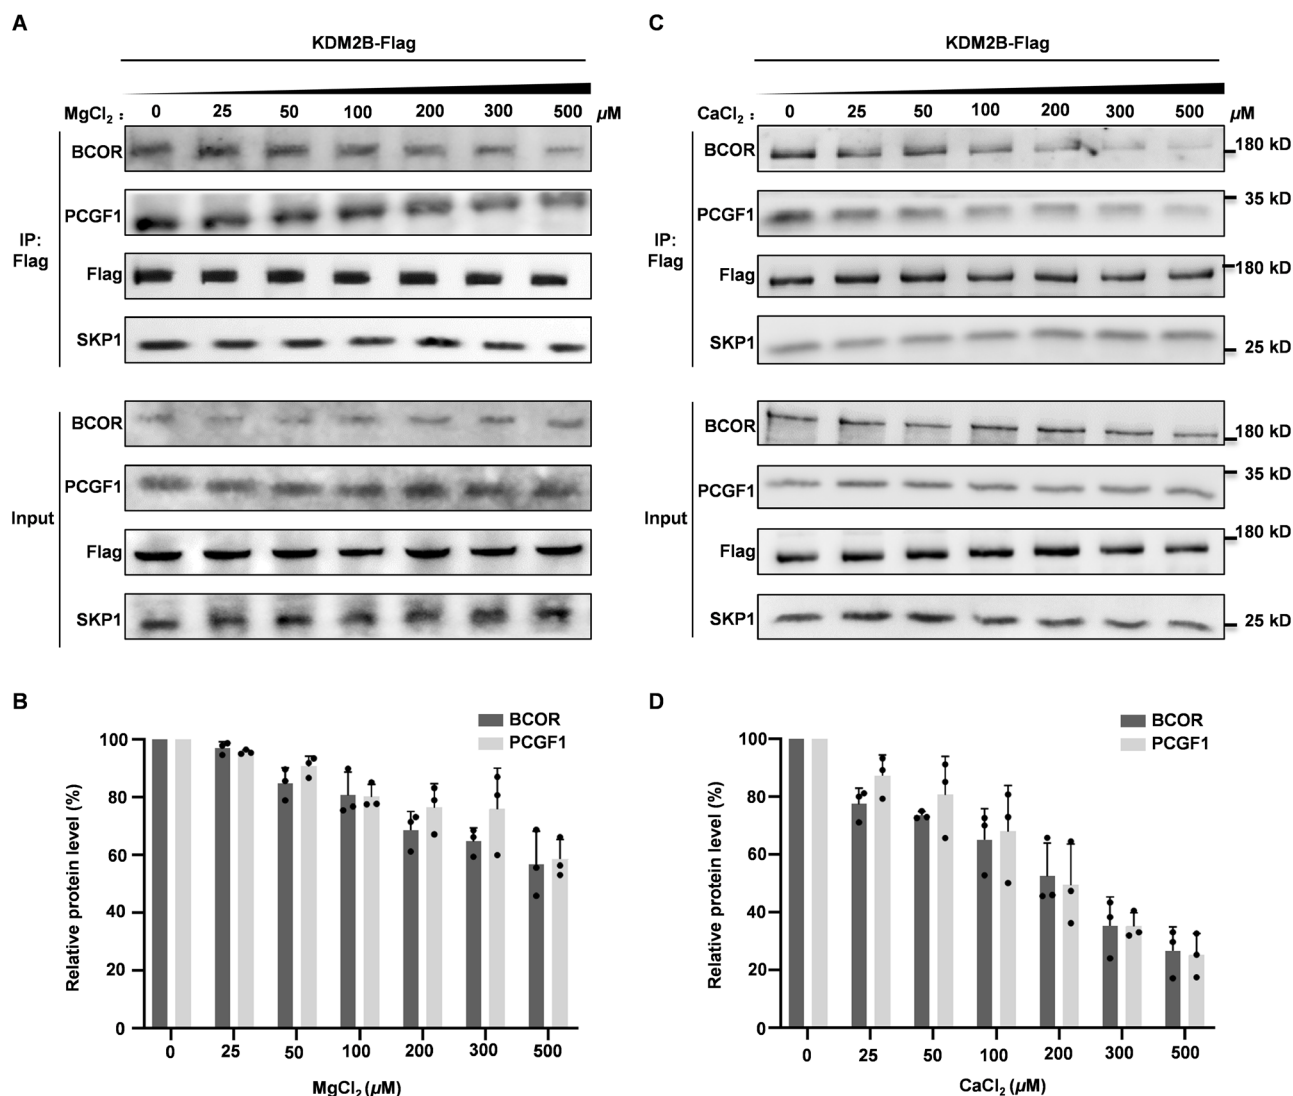 A
KDM2B-Flag
MgCl2 : 0 25 50 100 200 300 500 µM
IP: Flag
BCOR
PCGF1
Flag
SKP1
Input
BCOR
PCGF1
Flag
SKP1
C
KDM2B-Flag
CaCl2 : 0 25 50 100 200 300 500 µM
IP: Flag
BCOR 180 kD
PCGF1 35 kD
Flag 180 kD
SKP1 25 kD
Input
BCOR 180 kD
PCGF1 35 kD
Flag 180 kD
SKP1 25 kD
B
BCOR
PCGF1
Relative protein level (%)
100
80
60
40
20
0
0 25 50 100 200 300 500
MgCl2 (µM)
D
BCOR
PCGF1
Relative protein level (%)
100
80
60
40
20
0
0 25 50 100 200 300 500
CaCl2 (µM)